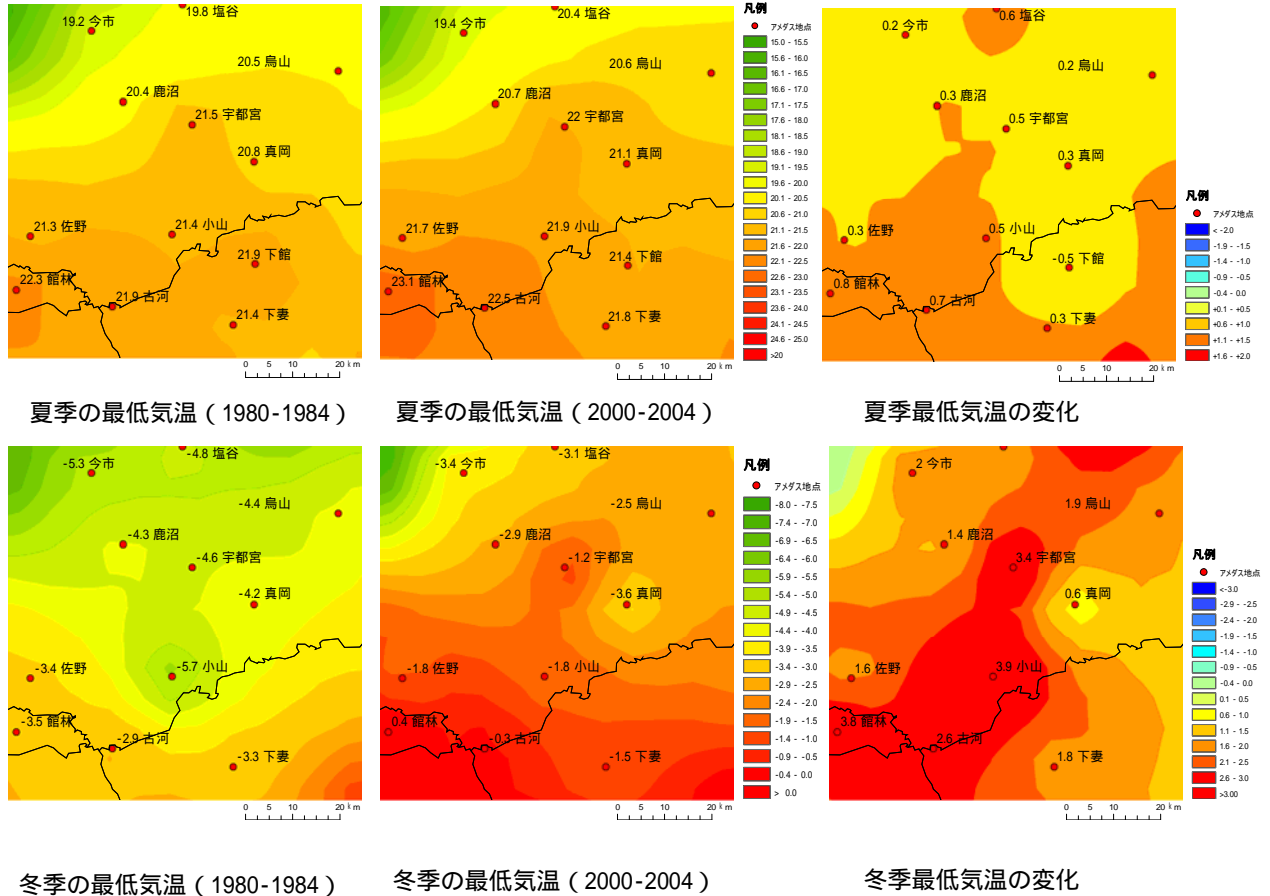 19.2 今市
19.8 塩谷
20.5 烏山
20.4 鹿沼
21.5 宇都宮
20.8 真岡
21.3 佐野
21.4 小山
21.9 下館
22.3 館林
21.9 古河
21.4 下妻
0 5 10 20 km
夏季の最低気温(1980-1984)
19.4 今市
20.4 塩谷
20.6 烏山
20.7 鹿沼
22 宇都宮
21.1 真岡
21.7 佐野
21.9 小山
21.4 下館
23.1 館林
22.5 古河
21.8 下妻
0 5 10 20 km
夏季の最低気温(2000-2004)
凡例
アメダス地点
15.0 - 15.5
15.6 - 16.0
16.1 - 16.5
16.6 - 17.0
17.1 - 17.5
17.6 - 18.0
18.1 - 18.5
18.6 - 19.0
19.1 - 19.5
19.6 - 20.0
20.1 - 20.5
20.6 - 21.0
21.1 - 21.5
21.6 - 22.0
22.1 - 22.5
22.6 - 23.0
23.1 - 23.5
23.6 - 24.0
24.1 - 24.5
24.6 - 25.0
>20
0.2 今市
0.6 塩谷
0.2 烏山
0.3 鹿沼
0.5 宇都宮
0.3 真岡
0.3 佐野
0.5 小山
-0.5 下館
0.8 館林
0.7 古河
0.3 下妻
0 5 10 20 km
夏季最低気温の変化
凡例
アメダス地点
< -2.0
-1.9 - -1.5
-1.4 - -1.0
-0.9 - -0.5
-0.4 - 0.0
+0.1 - +0.5
+0.6 - +1.0
+1.1 - +1.5
+1.6 - +2.0
-5.3 今市
-4.8 塩谷
-4.4 烏山
-4.3 鹿沼
-4.6 宇都宮
-4.2 真岡
-3.4 佐野
-5.7 小山
-3.5 館林
-2.9 古河
-3.3 下妻
0 5 10 20 km
冬季の最低気温(1980-1984)
-3.4 今市
-3.1 塩谷
-2.5 烏山
-2.9 鹿沼
-1.2 宇都宮
-3.6 真岡
-1.8 佐野
-1.8 小山
0.4 館林
-0.3 古河
-1.5 下妻
0 5 10 20 km
冬季の最低気温(2000-2004)
凡例
アメダス地点
-8.0 - -7.5
-7.4 - -7.0
-6.9 - -6.5
-6.4 - -6.0
-5.9 - -5.5
-5.4 - -5.0
-4.9 - -4.5
-4.4 - -4.0
-3.9 - -3.5
-3.4 - -3.0
-2.9 - -2.5
-2.4 - -2.0
-1.9 - -1.5
-1.4 - -1.0
-0.9 - -0.5
-0.4 - 0.0
> 0.0
2 今市
1.9 烏山
1.4 鹿沼
3.4 宇都宮
0.6 真岡
1.6 佐野
3.9 小山
3.8 館林
2.6 古河
1.8 下妻
0 5 10 20 km
冬季最低気温の変化
凡例
アメダス地点
<-3.0
-2.9 - -2.5
-2.4 - -2.0
-1.9 - -1.5
-1.4 - -1.0
-0.9 - -0.5
-0.4 - 0.0
0.1 - 0.5
0.6 - 1.0
1.1 - 1.5
1.6 - 2.0
2.1 - 2.5
2.6 - 3.0
>3.00